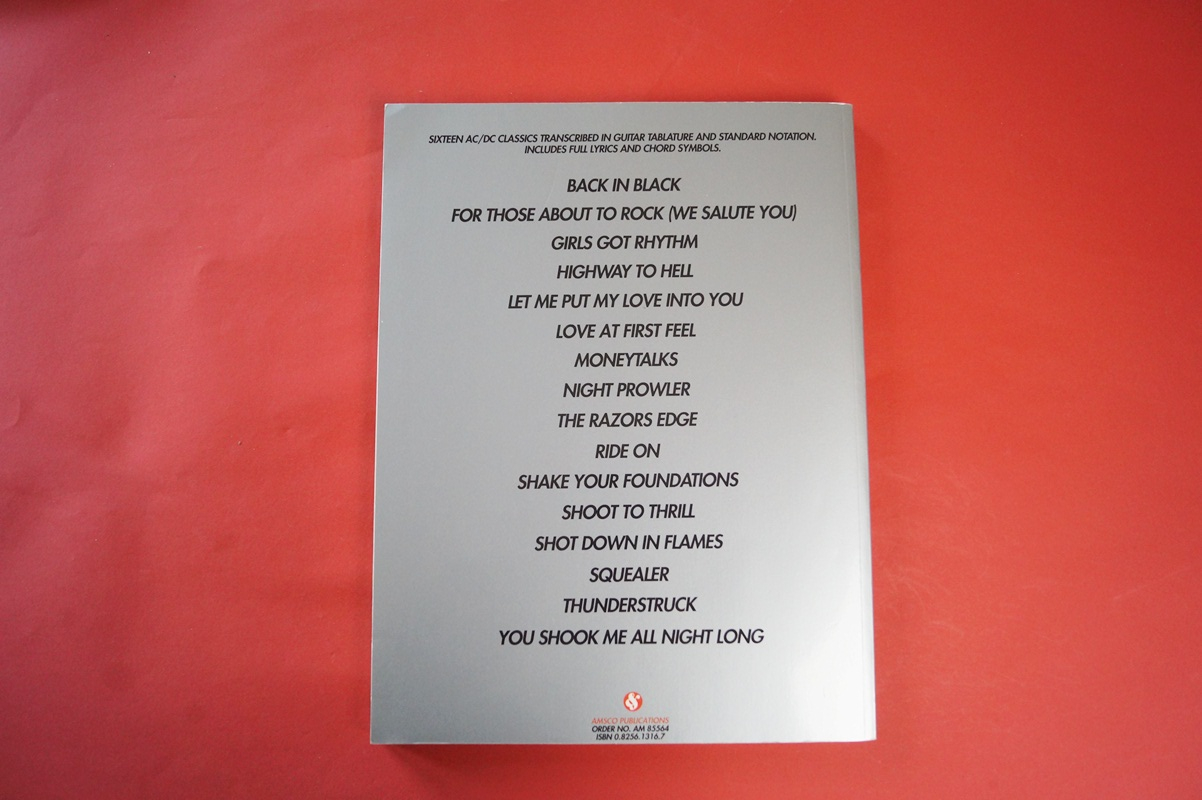 SIXTEEN AC/DC CLASSICS TRANSCRIBED IN GUITAR TABLATURE AND STANDARD NOTATION.
INCLUDES FULL LYRICS AND CHORD SYMBOLS.
BACK IN BLACK
FOR THOSE ABOUT TO ROCK (WE SALUTE YOU)
GIRLS GOT RHYTHM
HIGHWAY TO HELL
LET ME PUT MY LOVE INTO YOU
LOVE AT FIRST FEEL
MONEYTALKS
NIGHT PROWLER
THE RAZORS EDGE
RIDE ON
SHAKE YOUR FOUNDATIONS
SHOOT TO THRILL
SHOT DOWN IN FLAMES
SQUEALER
THUNDERSTRUCK
YOU SHOOK ME ALL NIGHT LONG
AMSCO PUBLICATIONS
ORDER NO. AM 85564
ISBN 0.8256.1316.7